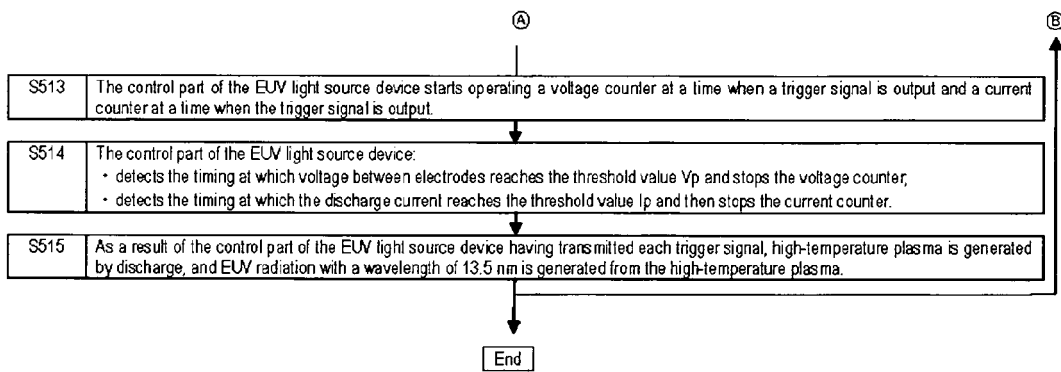 Ⓐ Ⓑ
S513 The control part of the EUV light source device starts operating a voltage counter at a time when a trigger signal is output and a current
counter at a time when the trigger signal is output.
S514 The control part of the EUV light source device:
・detects the timing at which voltage between electrodes reaches the threshold value Vp and stops the voltage counter;
・detects the timing at which the discharge current reaches the threshold value Ip and then stops the current counter.
S515 As a result of the control part of the EUV light source device having transmitted each trigger signal, high-temperature plasma is generated
by discharge, and EUV radiation with a wavelength of 13.5 nm is generated from the high-temperature plasma.
End